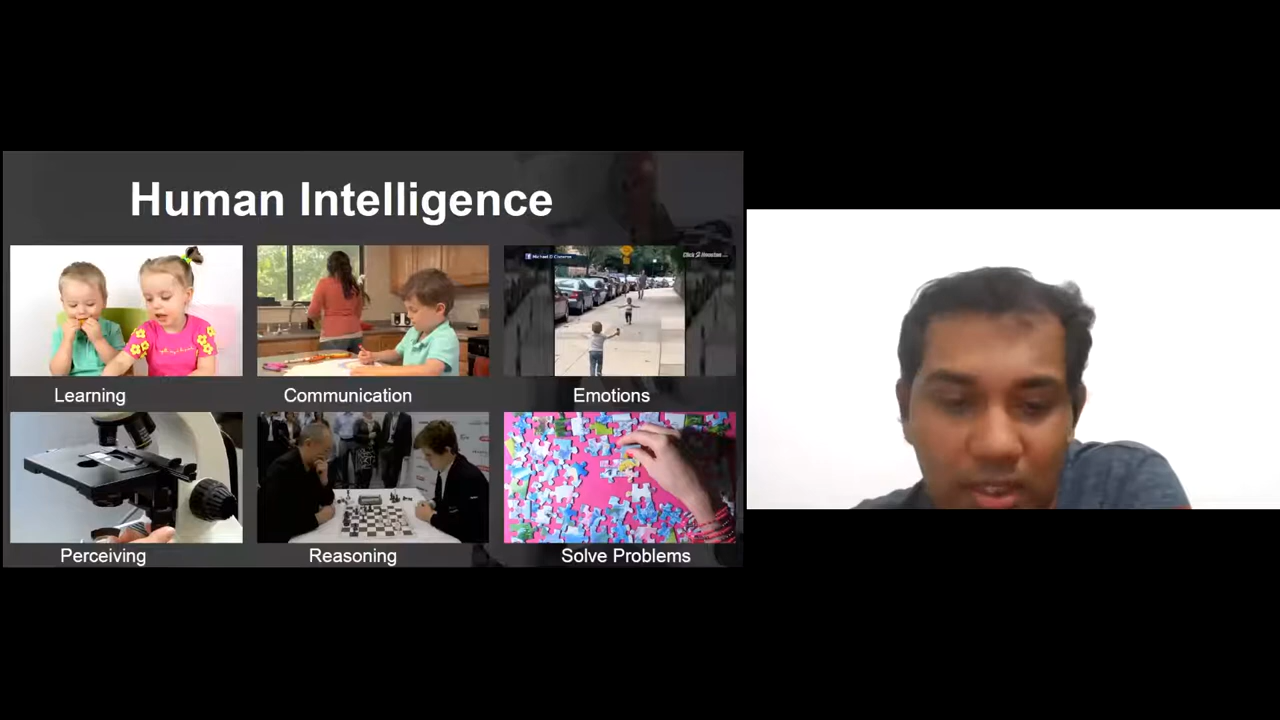 Human Intelligence
Learning
Communication
Emotions
Perceiving
Reasoning
Solve Problems